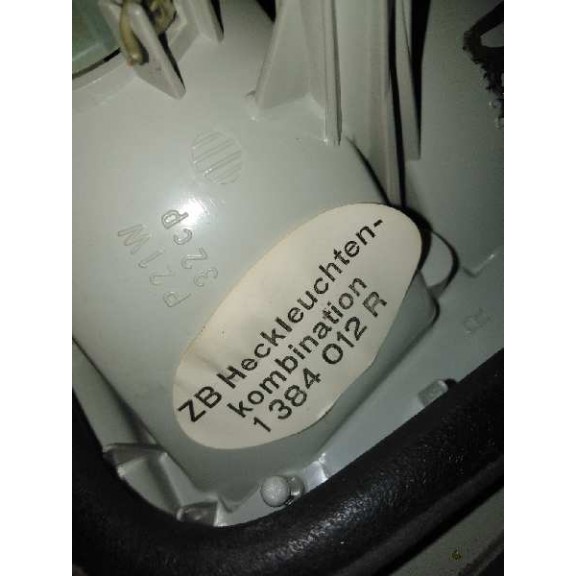 P21W
32cp
ZB Heckleuchten-
kombination
1 384 012 R
R